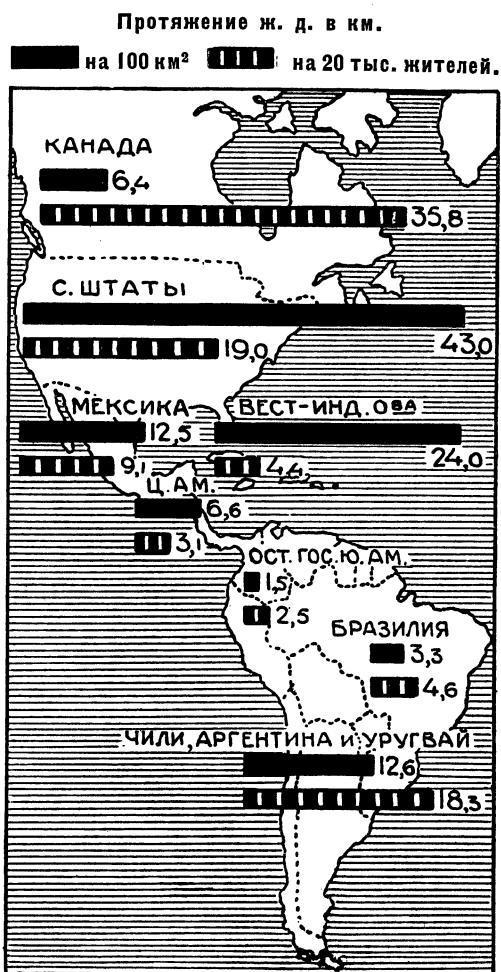 Протяжение ж. д. в км.
на 100 км² на 20 тыс. жителей.
КАНАДА
6,4
35,8
С. ШТАТЫ
43,0
19,0
МЕКСИКА
12,5
9,1
ВЕСТ-ИНД. ОВА
24,0
4,4
Ц. АМ.
6,6
3,1
ОСТ. ГОС. Ю. АМ.
1,5
2,5
БРАЗИЛИЯ
3,3
4,6
ЧИЛИ, АРГЕНТИНА и УРУГВАЙ
12,6
18,3